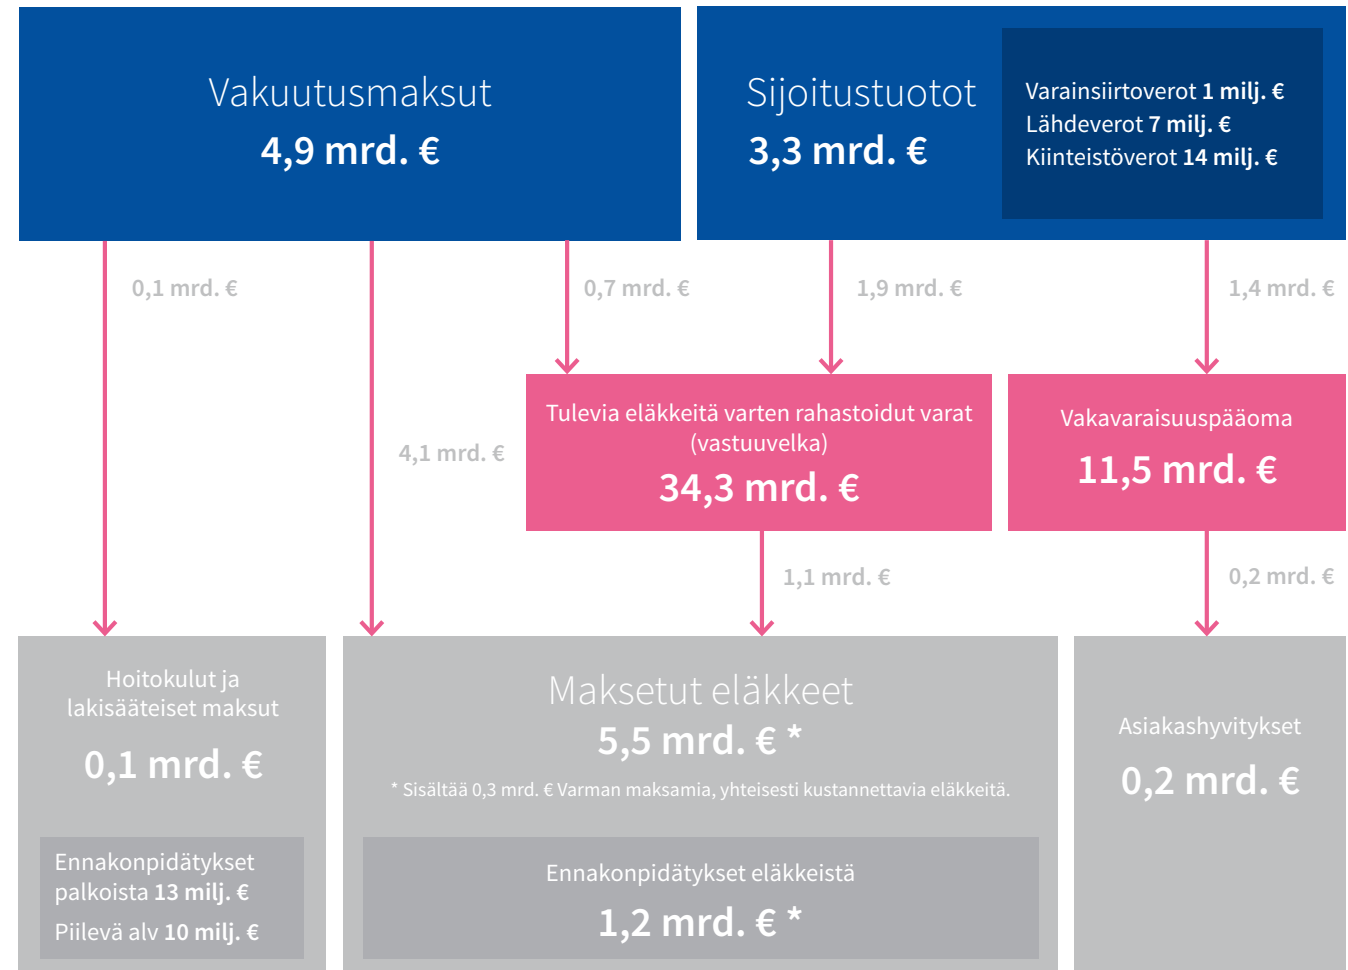 Vakuutusmaksut
4,9 mrd. €
Sijoitustuotot
3,3 mrd. €
Varainsiirtoverot 1 milj. €
Lähdeverot 7 milj. €
Kiinteistöverot 14 milj. €
0,1 mrd. €
0,7 mrd. €
1,9 mrd. €
1,4 mrd. €
4,1 mrd. €
Tulevia eläkkeitä varten rahastoidut varat
(vastuuvelka)
34,3 mrd. €
Vakavaraisuuspääoma
11,5 mrd. €
1,1 mrd. €
0,2 mrd. €
Hoitokulut ja
lakisääteiset maksut
0,1 mrd. €
Ennakonpidätykset
palkoista 13 milj. €
Piilevä alv 10 milj. €
Maksetut eläkkeet
5,5 mrd. € *
* Sisältää 0,3 mrd. € Varman maksamia, yhteisesti kustannettavia eläkkeitä.
Ennakonpidätykset eläkkeistä
1,2 mrd. € *
Asiakashyvitykset
0,2 mrd. €